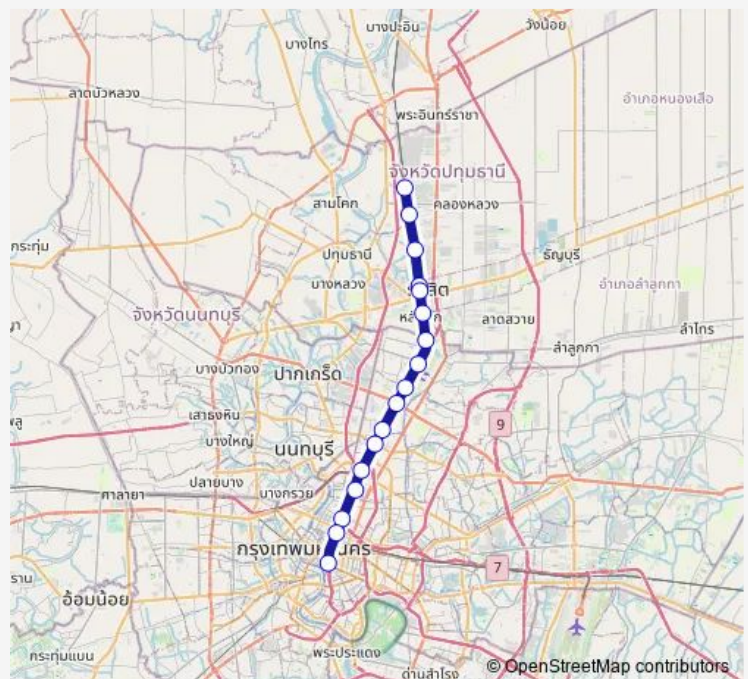 บางปะอิน
วังน้อย
บางไทร
ลาดบัวหลวง
อำเภอหนองเสือ
พระอินทร์ราชา
จังหวัดปทุมธานี
สามโคก
คลองหลวง
กระทุ่ม
ปทุมธานี
ธัญบุรี
บางหลวง
อำเภอลำลูกกา
สิต
จังหวัดนนทบุรี
ลาดสวาย
ลำไทร
ลำลูกกา
บางบัวทอง
ปากเกร็ด
เสาธงหิน
9
บางใหญ่
นนทบุรี
ปลายบาง
ศาลายา
บางกรวย
7
อ้อมน้อย
พระประแดง
กระทุ่มแบน
ด่านสำโรง
© OpenStreetMap contributors